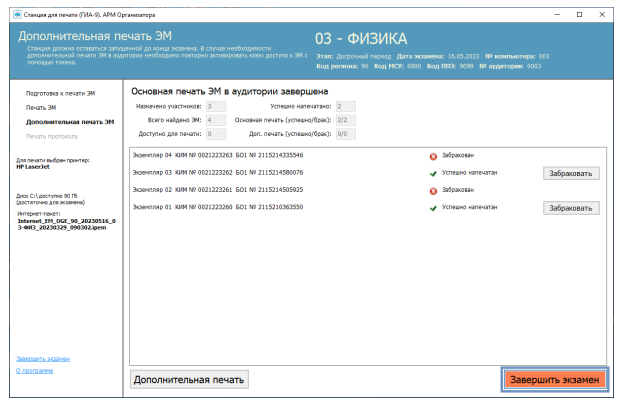 Станция для печати (ГИА-9). АРМ Организатора
Дополнительная печать ЭМ
Станция должна оставаться запущенной до конца экзамена. В случае необходимости
дополнительной печати ЭМ в аудитории необходимо повторно активировать ключ доступа к ЭМ с
помощью токена.
03 - ФИЗИКА
Этап: Досрочный период Дата экзамена: 16.05.2023 № компьютера: 003
Код региона: 90 Код МСУ: 0900 Код ППЭ: 9099 № аудитории: 0003
Подготовка к печати ЭМ
Печать ЭМ
Дополнительная печать ЭМ
Печать протокола
Для печати выбран принтер:
HP LaserJet
Диск C:\ доступно 90 ГБ
(достаточно для экзамена)
Интернет-пакет:
Internet_EM_OGE_90_20230516_0
3-ФИЗ_20230329_090302.ipem
Завершить экзамен
О программе
Основная печать ЭМ в аудитории завершена
Назначено участников: 3 Успешно напечатано: 2
Всего найдено ЭМ: 4 Основная печать (успешно/брак): 2/2
Доступно для печати: 0 Доп. печать (успешно/брак): 0/0
Экземпляр 04 КИМ № 0021223263 БО1 № 2115214335546 Забракован
Экземпляр 03 КИМ № 0021223262 БО1 № 2115214580076 Успешно напечатан Забраковать
Экземпляр 02 КИМ № 0021223261 БО1 № 2115214505925 Забракован
Экземпляр 01 КИМ № 0021223260 БО1 № 2115210363550 Успешно напечатан Забраковать
Дополнительная печать
Завершить экзамен